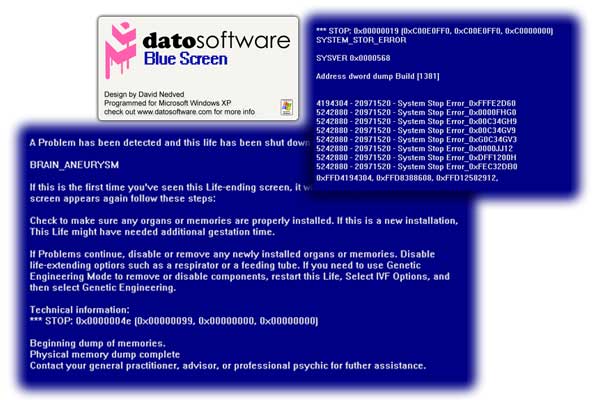 datosoftware
Blue Screen
Design by David Nedved
Programmed for Microsoft Windows XP
check out www.datosoftware.com for more info
*** STOP: 0x00000019 (0xC00E0FF0, 0xC00E0FF0, 0xC0000000)
SYSTEM_STOR_ERROR
SYSVER 0x0000568
Address dword dump Build [1381]
4194304 - 20971520 - System Stop Error_0xFFFE2D60
5242880 - 20971520 - System Stop Error_0x0000FHG0
5242880 - 20971520 - System Stop Error_0x00C34GH9
5242880 - 20971520 - System Stop Error_0x00C34GV9
5242880 - 20971520 - System Stop Error_0xG0C34GV3
5242880 - 20971520 - System Stop Error_0x0000JJ12
5242880 - 20971520 - System Stop Error_0xDFF1200H
5242880 - 20971520 - System Stop Error_0xFEC32DB0
0xFFD4194304, 0xFFD8388608, 0xFFD12582912,
A Problem has been detected and this life has been shut down
BRAIN_ANEURYSM
If this is the first time you've seen this Life-ending screen, it
screen appears again follow these steps:
Check to make sure any organs or memories are properly installed. If this is a new installation,
This Life might have needed additional gestation time.
If Problems continue, disable or remove any newly installed organs or memories. Disable
life-extending optiors such as a respirator or a feeding tube. If you need to use Genetic
Engineering Mode to remove or disable components, restart this Life, Select IVF Options, and
then select Genetic Engineering.
Technical information:
*** STOP: 0x0000004e (0x00000099, 0x00000000, 0x00000000)
Beginning dump of memories.
Physical memory dump complete
Contact your general practitioner, advisor, or professional psychic for futher assistance.